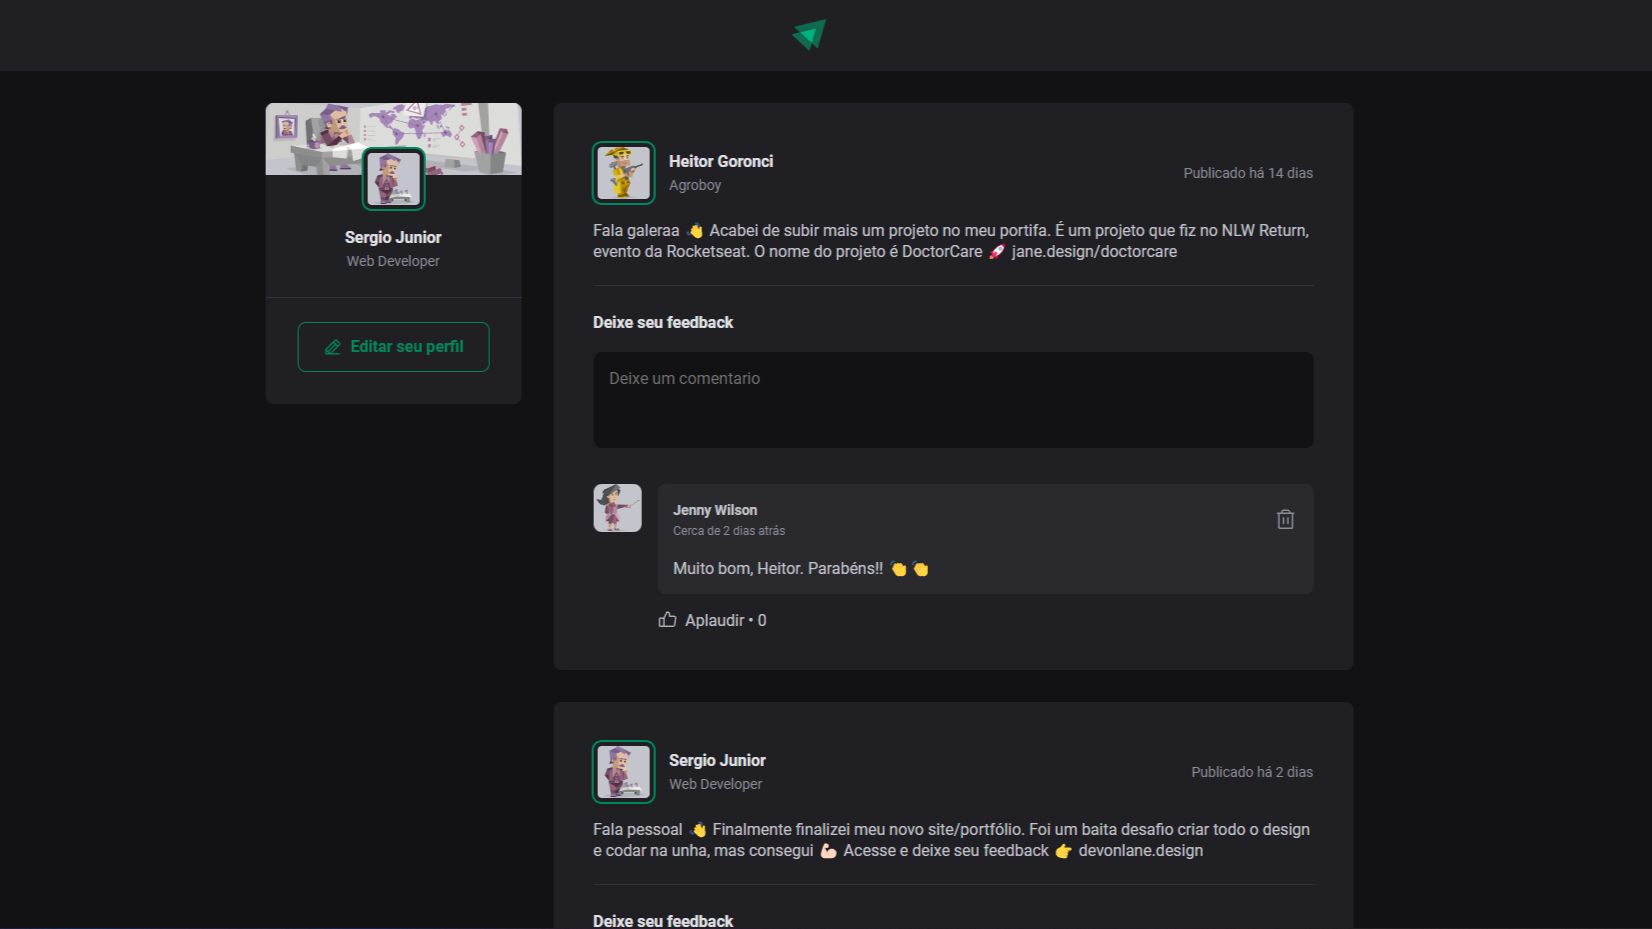 Sergio Junior
Web Developer
Editar seu perfil
Heitor Goronci
Agroboy
Publicado há 14 dias
Fala galeraa 👋 Acabei de subir mais um projeto no meu portifa. É um projeto que fiz no NLW Return,
evento da Rocketseat. O nome do projeto é DoctorCare 🚀 jane.design/doctorcare
Deixe seu feedback
Deixe um comentario
Jenny Wilson
Cerca de 2 dias atrás
Muito bom, Heitor. Parabéns!! 👏👏
Aplaudir • 0
Sergio Junior
Web Developer
Publicado há 2 dias
Fala pessoal 👋 Finalmente finalizei meu novo site/portfólio. Foi um baita desafio criar todo o design
e codar na unha, mas consegui 💪🏻 Acesse e deixe seu feedback 👉 devonlane.design
Deixe seu feedback